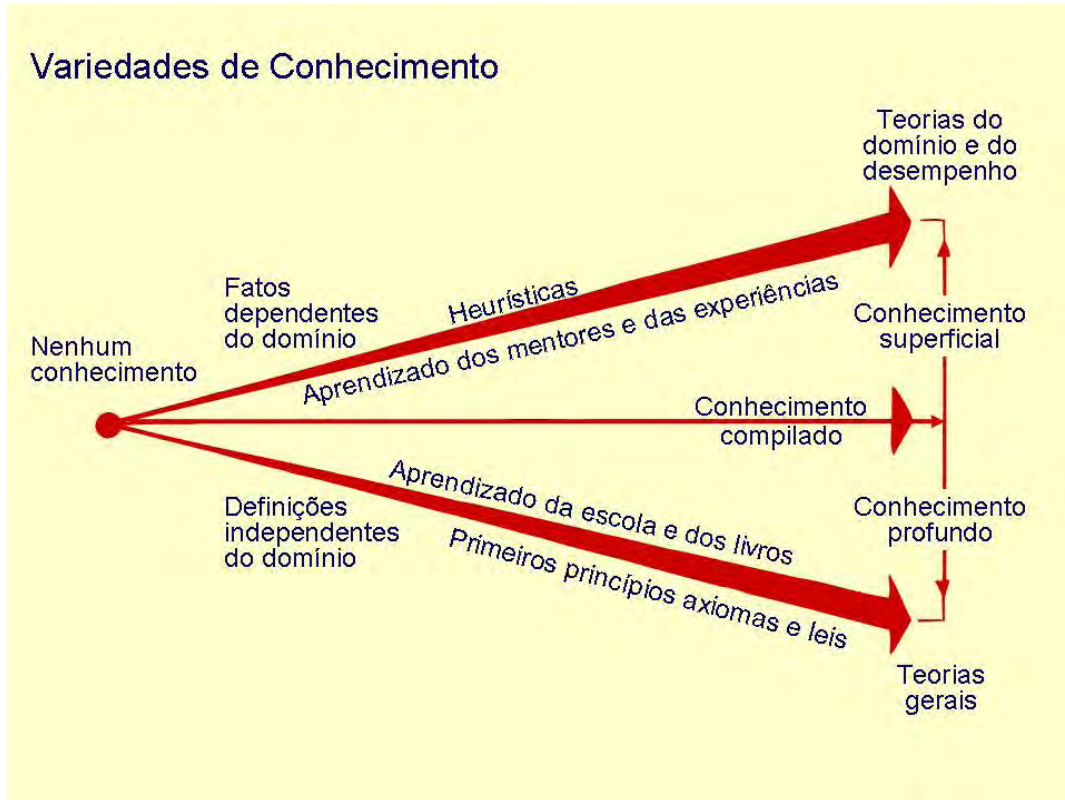 Variedades de Conhecimento
Teorias do
domínio e do
desempenho
Fatos
dependentes
do domínio
Heurísticas
Aprendizado dos mentores e das experiências
Nenhum
conhecimento
Conhecimento
superficial
Conhecimento
compilado
Aprendizado da escola e dos livros
Definições
independentes
do domínio
Primeiros princípios axiomas e leis
Conhecimento
profundo
Teorias
gerais